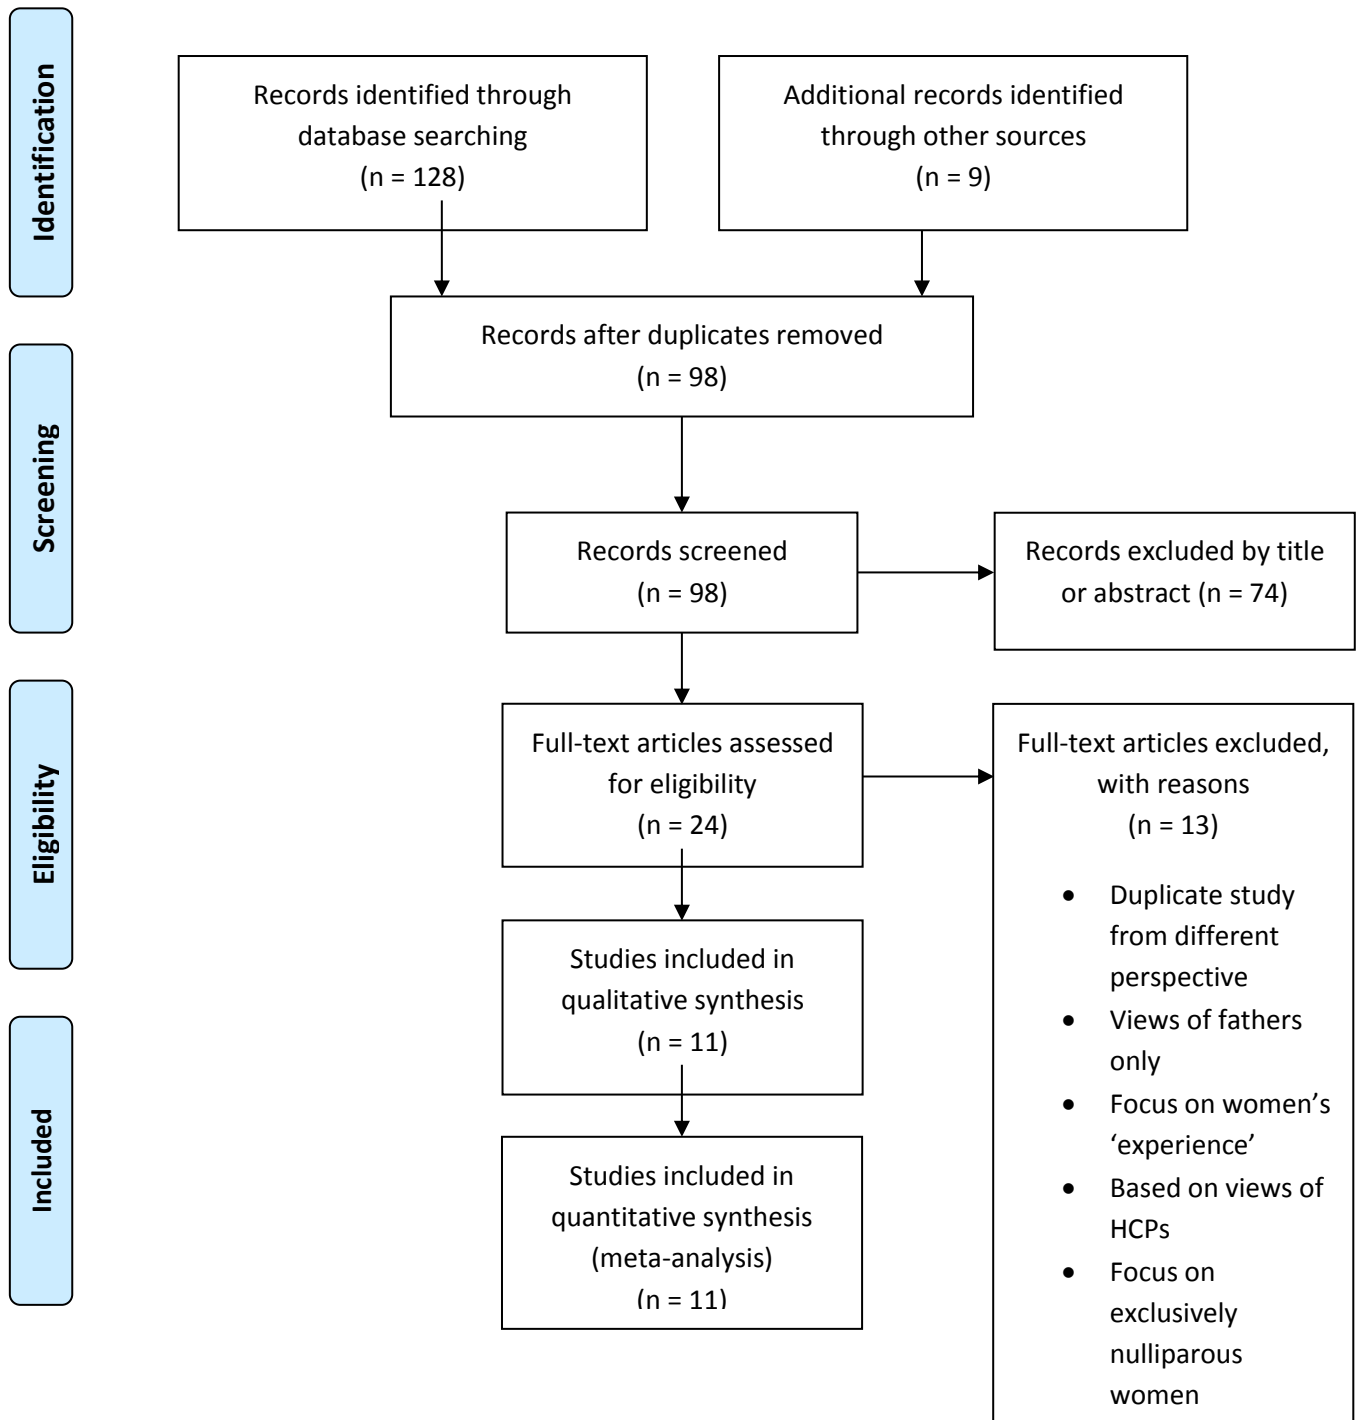 Identification
Records identified through
database searching
(n = 128)
Additional records identified
through other sources
(n = 9)
Records after duplicates removed
(n = 98)
Screening
Records screened
(n = 98)
Records excluded by title
or abstract (n = 74)
Eligibility
Full-text articles assessed
for eligibility
(n = 24)
Full-text articles excluded,
with reasons
(n = 13)
• Duplicate study
from different
perspective
• Views of fathers
only
• Focus on women’s
‘experience’
• Based on views of
HCPs
• Focus on
exclusively
nulliparous
women
Studies included in
qualitative synthesis
(n = 11)
Included
Studies included in
quantitative synthesis
(meta-analysis)
(n = 11)